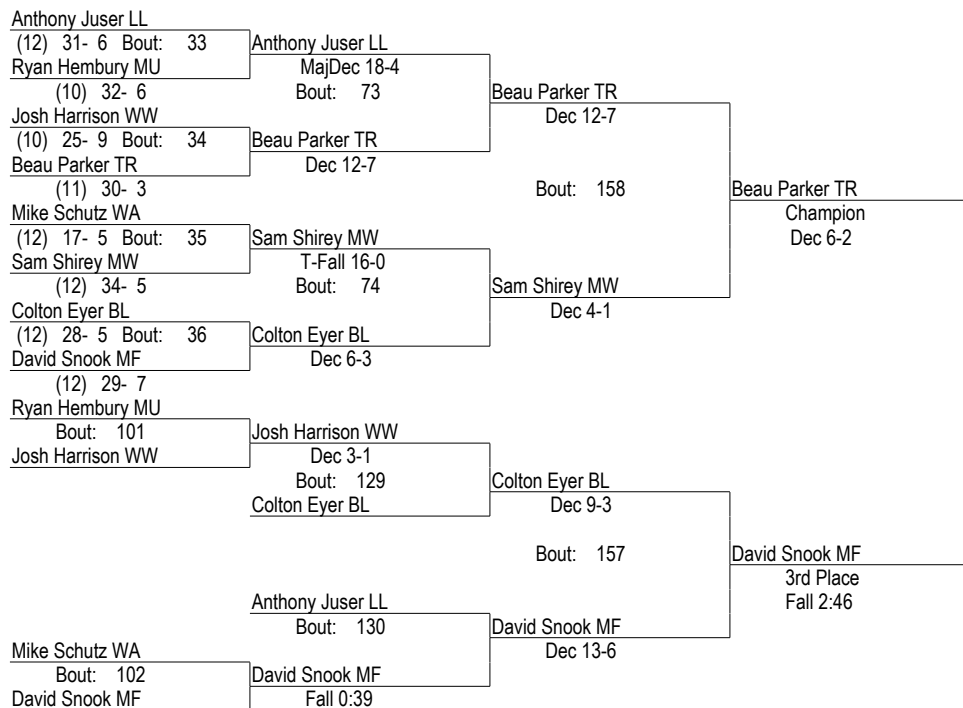 Anthony Juser LL
(12) 31- 6 Bout: 33
Ryan Hembury MU
(10) 32- 6
Josh Harrison WW
(10) 25- 9 Bout: 34
Beau Parker TR
(11) 30- 3
Mike Schutz WA
(12) 17- 5 Bout: 35
Sam Shirey MW
(12) 34- 5
Colton Eyer BL
(12) 28- 5 Bout: 36
David Snook MF
(12) 29- 7
Anthony Juser LL
MajDec 18-4
Bout: 73
Beau Parker TR
Dec 12-7
Sam Shirey MW
T-Fall 16-0
Bout: 74
Colton Eyer BL
Dec 6-3
Beau Parker TR
Dec 12-7
Bout: 158
Sam Shirey MW
Dec 4-1
Beau Parker TR
Champion
Dec 6-2
Ryan Hembury MU
Bout: 101
Josh Harrison WW
Josh Harrison WW
Dec 3-1
Bout: 129
Colton Eyer BL
Colton Eyer BL
Dec 9-3
Bout: 157
Anthony Juser LL
Bout: 130
Mike Schutz WA
Bout: 102
David Snook MF
David Snook MF
Fall 0:39
David Snook MF
Dec 13-6
David Snook MF
3rd Place
Fall 2:46